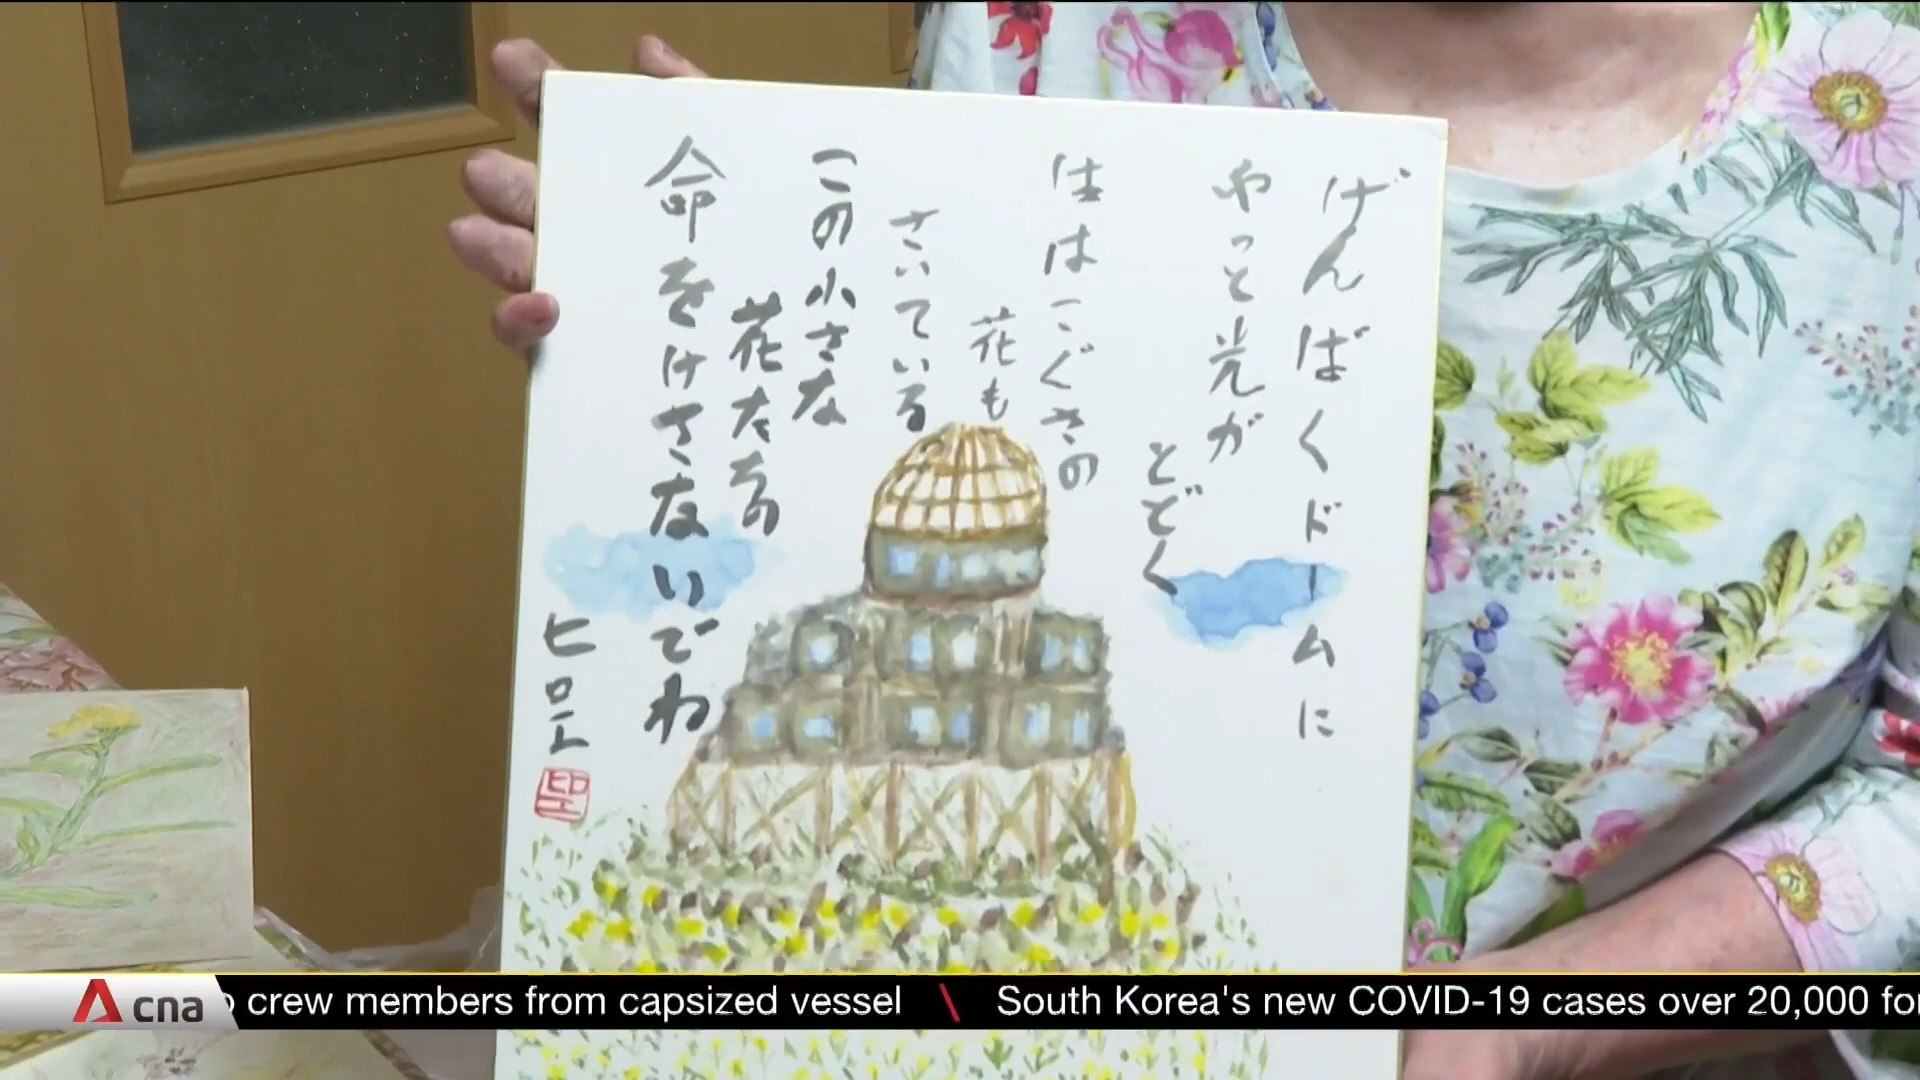 げんばくドームに
やっと光が
とどく
ははこぐさの
花も
さいている
この小さな
花たちの
命をけさないでね
ヒロエ
cna
crew members from capsized vessel \ South Korea's new COVID-19 cases over 20,000